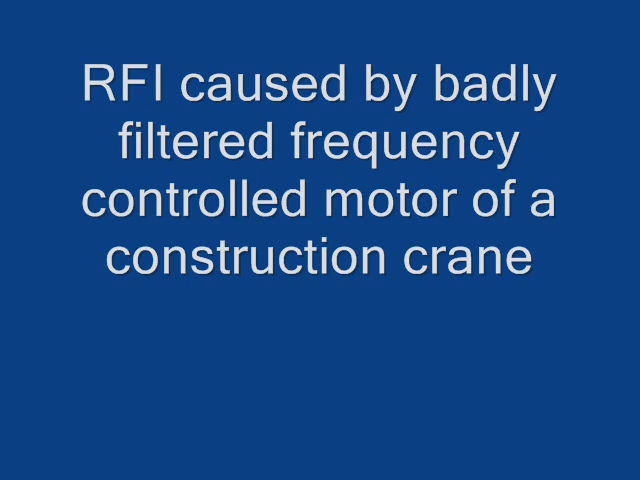 RFI caused by badly
filtered frequency
controlled motor of a
construction crane